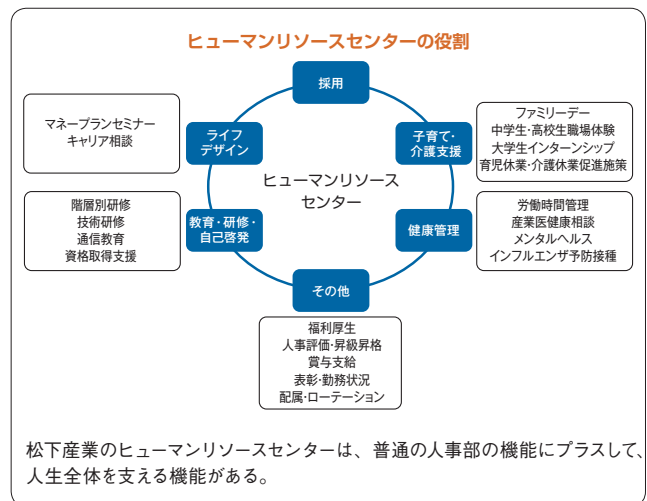 ヒューマンリソースセンターの役割
採用
マネープランセミナー
キャリア相談
ライフ
デザイン
子育て・
介護支援
ファミリーデー
中学生・高校生職場体験
大学生インターンシップ
育児休業・介護休業促進施策
ヒューマンリソース
センター
階層別研修
技術研修
通信教育
資格取得支援
教育・研修・
自己啓発
健康管理
労働時間管理
産業医健康相談
メンタルヘルス
インフルエンザ予防接種
その他
福利厚生
人事評価・昇級昇格
賞与支給
表彰・勤務状況
配属・ローテーション
松下産業のヒューマンリソースセンターは、普通の人事部の機能にプラスして、
人生全体を支える機能がある。